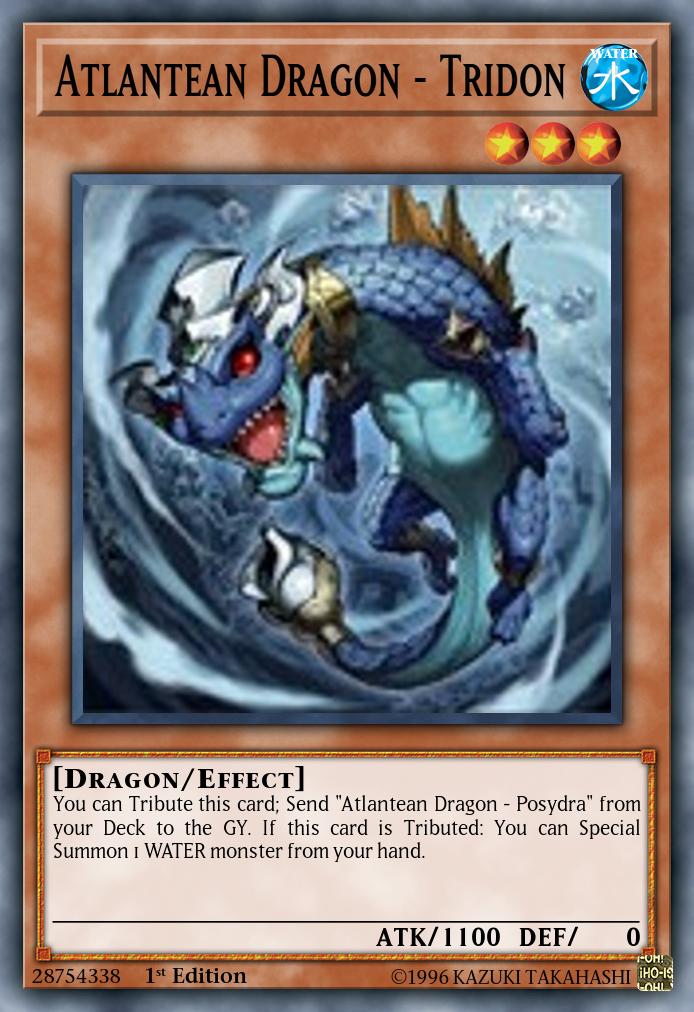 ATLANTEAN DRAGON - TRIDON
WATER
水
[DRAGON/EFFECT]
You can Tribute this card; Send "Atlantean Dragon - Posydra" from
your Deck to the GY. If this card is Tributed: You can Special
Summon 1 WATER monster from your hand.
ATK/1100 DEF/ 0
28754338 1st Edition ©1996 KAZUKI TAKAHASHI